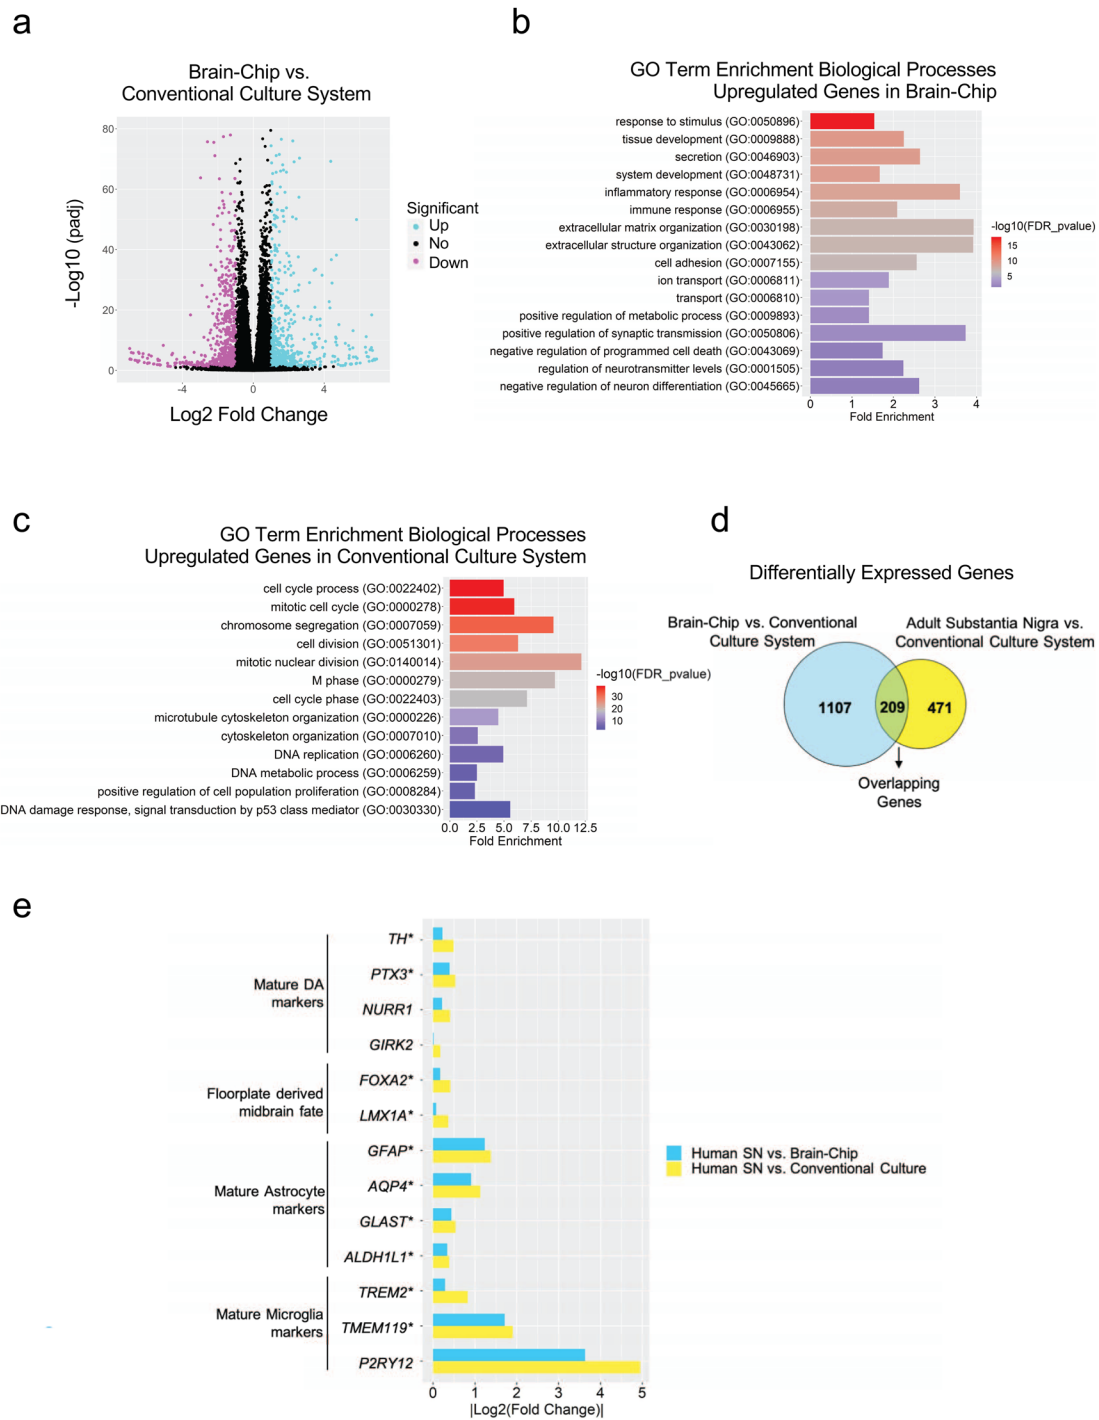 a
Brain-Chip vs.
Conventional Culture System
-Log10 (padj)
80
60
40
20
0
-4
0
4
Log2 Fold Change
Significant
Up
No
Down
b
GO Term Enrichment Biological Processes
Upregulated Genes in Brain-Chip
response to stimulus (GO:0050896)
tissue development (GO:0009888)
secretion (GO:0046903)
system development (GO:0048731)
inflammatory response (GO:0006954)
immune response (GO:0006955)
extracellular matrix organization (GO:0030198)
extracellular structure organization (GO:0043062)
cell adhesion (GO:0007155)
ion transport (GO:0006811)
transport (GO:0006810)
positive regulation of metabolic process (GO:0009893)
positive regulation of synaptic transmission (GO:0050806)
negative regulation of programmed cell death (GO:0043069)
regulation of neurotransmitter levels (GO:0001505)
negative regulation of neuron differentiation (GO:0045665)
0
1
2
3
4
Fold Enrichment
-log10(FDR_pvalue)
15
10
5
c
GO Term Enrichment Biological Processes
Upregulated Genes in Conventional Culture System
cell cycle process (GO:0022402)
mitotic cell cycle (GO:0000278)
chromosome segregation (GO:0007059)
cell division (GO:0051301)
mitotic nuclear division (GO:0140014)
M phase (GO:0000279)
cell cycle phase (GO:0022403)
microtubule cytoskeleton organization (GO:0000226)
cytoskeleton organization (GO:0007010)
DNA replication (GO:0006260)
DNA metabolic process (GO:0006259)
positive regulation of cell population proliferation (GO:0008284)
DNA damage response, signal transduction by p53 class mediator (GO:0030330)
0.0
2.5
5.0
7.5
10.0
12.5
Fold Enrichment
-log10(FDR_pvalue)
30
20
10
d
Differentially Expressed Genes
Brain-Chip vs. Conventional
Culture System
Adult Substantia Nigra vs.
Conventional Culture System
1107
209
471
Overlapping
Genes
e
Mature DA
markers
Floorplate derived
midbrain fate
Mature Astrocyte
markers
Mature Microglia
markers
TH*
PTX3*
NURR1
GIRK2
FOXA2*
LMX1A*
GFAP*
AQP4*
GLAST*
ALDH1L1*
TREM2*
TMEM119*
P2RY12
0
1
2
3
4
5
|Log2(Fold Change)|
Human SN vs. Brain-Chip
Human SN vs. Conventional Culture